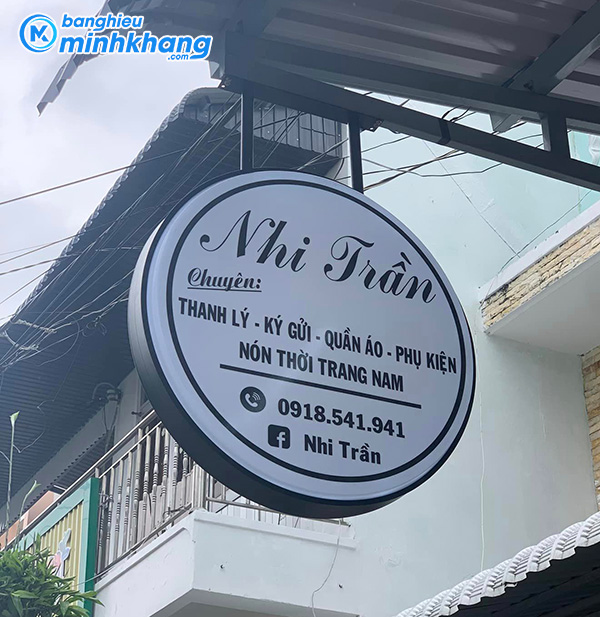 banghieu
minhkhang
.com
Nhi Trần
Chuyên:
THANH LÝ - KÝ GỬI - QUẦN ÁO - PHỤ KIỆN
NÓN THỜI TRANG NAM
0918.541.941
Nhi Trần